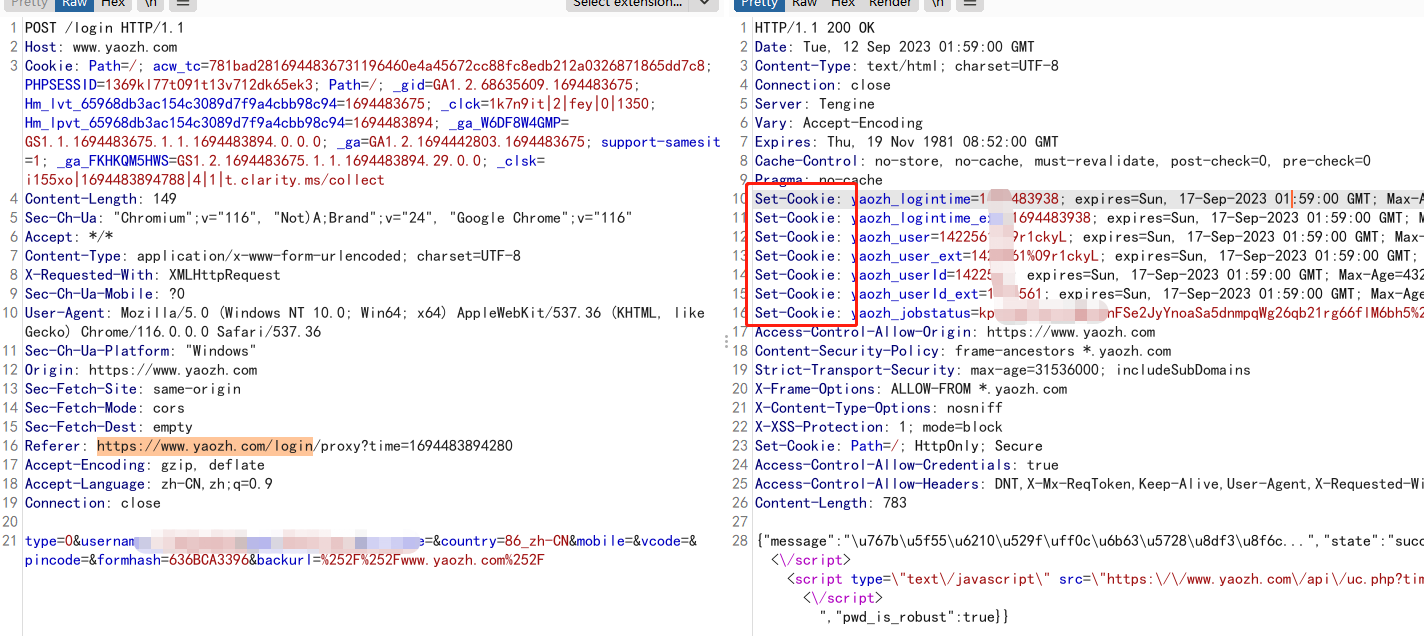 Pretty Raw Hex \n
Select extension...
1 POST /login HTTP/1.1
2 Host: www.yaozh.com
3 Cookie: Path=/; acw_tc=7816bad2816944836731196460e4a45672cc88fc8edb212a0326871865dd7c8;
PHPSESSID=1369kl77t091t13v712dk65ek3; Path=/; _gid=GA1.2.68635609.1694483675;
Hm_lvt_65968db3ac154c3089d7f9a4cbb98c94=1694483675; _clck=1k7n9it|2|fey|0|1350;
Hm_lpvt_65968db3ac154c3089d7f9a4cbb98c94=1694483894; _ga_W6DF8W4GMP=
GS1.1.1694483675.1.1.1694483894.0.0.0; _ga=GA1.2.1694442803.1694483675; support-samesit
=1; _ga_FKHKQM5HWS=GS1.2.1694483675.1.1.1694483894.29.0.0; _clsk=
i155xo|1694483894788|4|1|t.clarity.ms/collect
4 Content-Length: 149
5 Sec-Ch-Ua: "Chromium";v="116", "Not)A;Brand";v="24", "Google Chrome";v="116"
6 Accept: */*
7 Content-Type: application/x-www-form-urlencoded; charset=UTF-8
8 X-Requested-With: XMLHttpRequest
9 Sec-Ch-Ua-Mobile: ?0
10 User-Agent: Mozilla/5.0 (Windows NT 10.0; Win64; x64) AppleWebKit/537.36 (KHTML, like
Gecko) Chrome/116.0.0.0 Safari/537.36
11 Sec-Ch-Ua-Platform: "Windows"
12 Origin: https://www.yaozh.com
13 Sec-Fetch-Site: same-origin
14 Sec-Fetch-Mode: cors
15 Sec-Fetch-Dest: empty
16 Referer: https://www.yaozh.com/login/proxy?time=1694483894280
17 Accept-Encoding: gzip, deflate
18 Accept-Language: zh-CN,zh;q=0.9
19 Connection: close
20
21 type=0&usernam =&country=86_zh-CN&mobile=&vcode=&
pincode=&formhash=636BCA3396&backurl=%252F%252Fwww.yaozh.com%252F
Pretty Raw Hex Render \n
1 HTTP/1.1 200 OK
2 Date: Tue, 12 Sep 2023 01:59:00 GMT
3 Content-Type: text/html; charset=UTF-8
4 Connection: close
5 Server: Tengine
6 Vary: Accept-Encoding
7 Expires: Thu, 19 Nov 1981 08:52:00 GMT
8 Cache-Control: no-store, no-cache, must-revalidate, post-check=0, pre-check=0
9 Pragma: no-cache
10 Set-Cookie: yaozh_logintime=1 483938; expires=Sun, 17-Sep-2023 01:59:00 GMT; Max-A
11 Set-Cookie: yaozh_logintime_ex 1694483938; expires=Sun, 17-Sep-2023 01:59:00 GMT; M
12 Set-Cookie: yaozh_user=142256 9r1ckyL; expires=Sun, 17-Sep-2023 01:59:00 GMT; Max-
13 Set-Cookie: yaozh_user_ext=142 61%09r1ckyL; expires=Sun, 17-Sep-2023 01:59:00 GMT;
14 Set-Cookie: yaozh_userId=14225 expires=Sun, 17-Sep-2023 01:59:00 GMT; Max-Age=432
15 Set-Cookie: yaozh_userId_ext=1 561; expires=Sun, 17-Sep-2023 01:59:00 GMT; Max-Age
16 Set-Cookie: yaozh_jobstatus=kp nFSe2JyYnoaSa5dnmpqWg26qb21rg66flM6bh5%2
17 Access-Control-Allow-Origin: https://www.yaozh.com
18 Content-Security-Policy: frame-ancestors *.yaozh.com
19 Strict-Transport-Security: max-age=31536000; includeSubDomains
20 X-Frame-Options: ALLOW-FROM *.yaozh.com
21 X-Content-Type-Options: nosniff
22 X-XSS-Protection: 1; mode=block
23 Set-Cookie: Path=/; HttpOnly; Secure
24 Access-Control-Allow-Credentials: true
25 Access-Control-Allow-Headers: DNT,X-Mx-ReqToken,Keep-Alive,User-Agent,X-Requested-Wi
26 Content-Length: 783
27
28 {"message":"\u767b\u5f55\u6210\u529f\uff0c\u6b63\u5728\u8df3\u8f6c...","state":"succ
<\/script>
<script type=\"text\/javascript\" src=\"https:\/\/www.yaozh.com\/api\/uc.php?tim
<\/script>
","pwd_is_robust":true}}